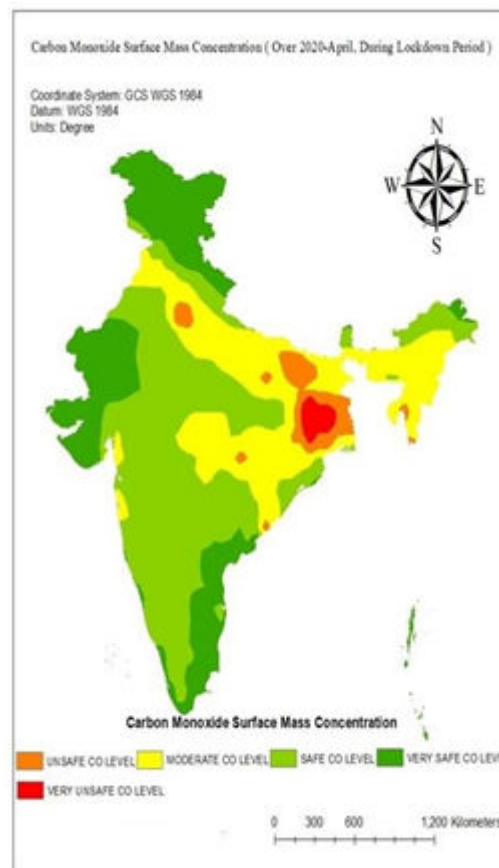 Carbon Monoxide Surface Mass Concentration ( Over 2020-April, During Lockdown Period )
Coordinate System: GCS WGS 1984
Datum: WGS 1984
Units: Degree
N
W E
S
Carbon Monoxide Surface Mass Concentration
UNSAFE CO LEVEL MODERATE CO LEVEL SAFE CO LEVEL VERY SAFE CO LEVE
VERY UNSAFE CO LEVEL
0 300 600 1,200 Kilometers